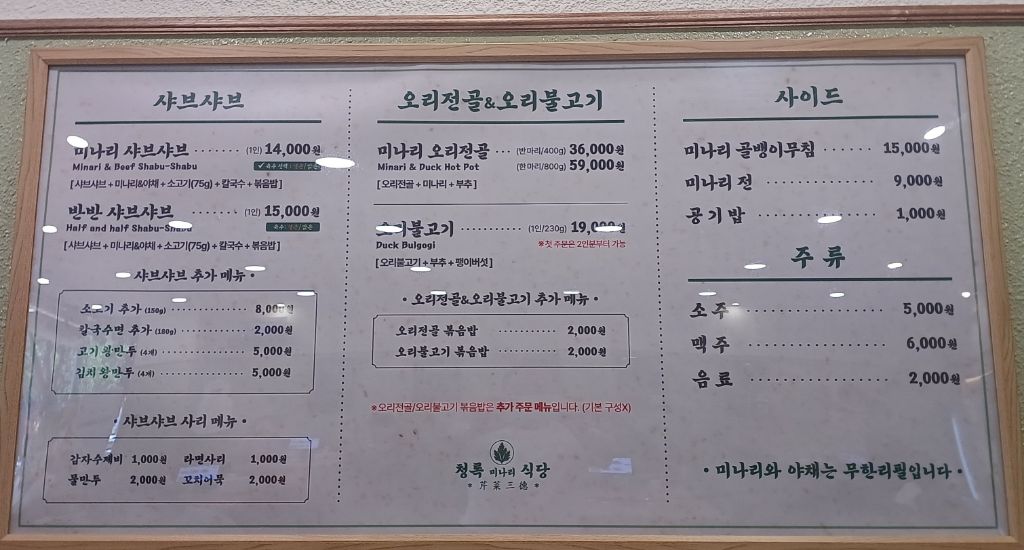 샤브샤브
미나리 샤브샤브 ········ (1인) 14,000원
Minari & Beef Shabu-Shabu
[ 샤브샤브 + 미나리&야채 + 소고기(75g) + 칼국수 + 볶음밥 ]
반반 샤브샤브 ········ (1인) 15,000원
Half and half Shabu-Shabu
[ 샤브샤브 + 미나리&야채 + 소고기(75g) + 칼국수 + 볶음밥 ]
· 샤브샤브 추가 메뉴 ·
소고기 추가 (150g) ········ 8,000원
칼국수면 추가 (180g) ········ 2,000원
고기 왕만두 (4개) ········ 5,000원
김치 왕만두 (4개) ········ 5,000원
· 샤브샤브 사리 메뉴 ·
감자수제비 1,000원 라면사리 1,000원
물만두 2,000원 꼬치어묵 2,000원
오리전골&오리불고기
미나리 오리전골 ··· (반마리/400g) 36,000원
Minari & Duck Hot Pot (한마리/800g) 59,000원
[ 오리전골 + 미나리 + 부추 ]
오리불고기 ········ (1인/230g) 19,000원
Duck Bulgogi ※첫 주문은 2인분부터 가능
[ 오리불고기 + 부추 + 팽이버섯 ]
· 오리전골&오리불고기 추가 메뉴 ·
오리전골 볶음밥 ········ 2,000원
오리불고기 볶음밥 ········ 2,000원
※오리전골/오리불고기 볶음밥은 추가 주문 메뉴입니다. (기본 구성X)
청록 미나리 식당
* 芹菜三德 *
사이드
미나리 골뱅이무침 ········ 15,000원
미나리 전 ········ 9,000원
공기밥 ········ 1,000원
주류
소주 ········ 5,000원
맥주 ········ 6,000원
음료 ········ 2,000원
· 미나리와 야채는 무한리필입니다 ·